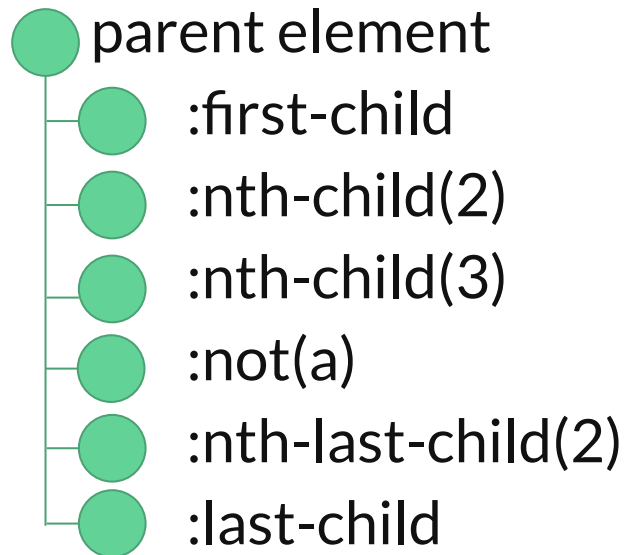 parent element
:first-child
:nth-child(2)
:nth-child(3)
:not(a)
:nth-last-child(2)
:last-child